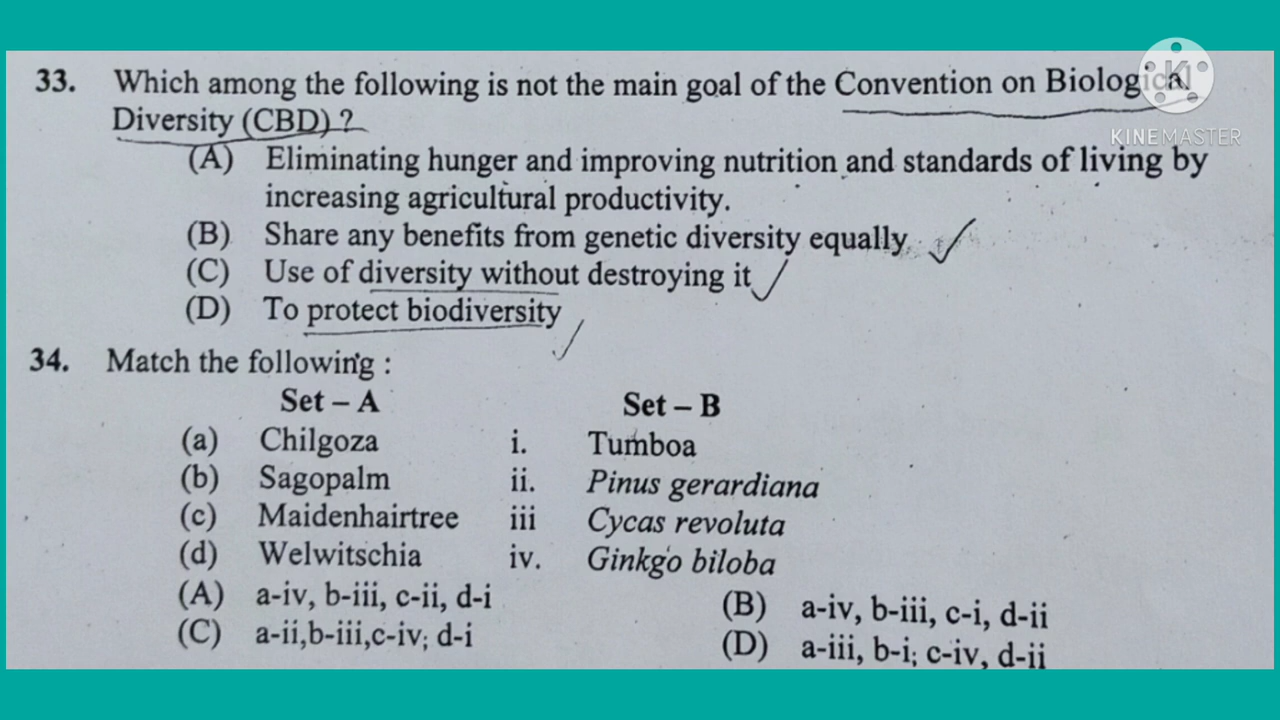 33. Which among the following is not the main goal of the Convention on Biological
Diversity (CBD) ?
(A) Eliminating hunger and improving nutrition and standards of living by
increasing agricultural productivity.
(B) Share any benefits from genetic diversity equally
(C) Use of diversity without destroying it
(D) To protect biodiversity
34. Match the following :
Set – A Set – B
(a) Chilgoza i. Tumboa
(b) Sagopalm ii. Pinus gerardiana
(c) Maidenhairtree iii Cycas revoluta
(d) Welwitschia iv. Ginkgo biloba
(A) a-iv, b-iii, c-ii, d-i (B) a-iv, b-iii, c-i, d-ii
(C) a-ii,b-iii,c-iv; d-i (D) a-iii, b-i; c-iv, d-ii
K
KINEMASTER